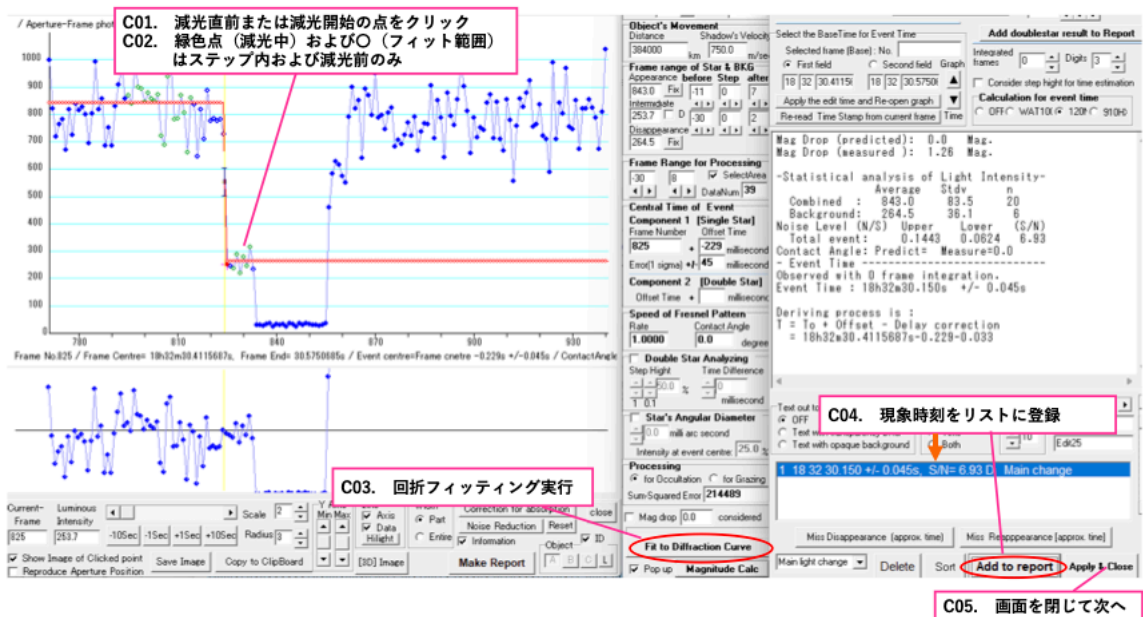 / Aperture-Frame phot
C01. 減光直前または減光開始の点をクリック
C02. 緑色点（減光中）および〇（フィット範囲）
はステップ内および減光前のみ
1000
900
800
700
600
500
400
300
200
100
0
780
810
840
870
900
930
Frame No.825 / Frame Centre= 18h32m30.4115687s, Frame End= 30.5750685s / Event centre=Frame cnetre -0.229s +/-0.045s / ContactAngle
C03. 回折フィッティング実行
Current-Frame
825
Luminous Intensity
253.7
Scale 2
-10Sec -1Sec +1Sec +10Sec Radius 3
Show Image of Clicked point
Reproduce Aperture Position
Save Image
Copy to ClipBoard
Min Max
Axis
Data
Hilight
[3D] Image
Part
Entire
Correction for absorption
close
Noise Reduction
Reset
Information
ID
Make Report
Object
A B C L
Object's Movement
Distance Shadow's Velocity
384000 km 750.0 m/se
Frame range of Star & BKG
Appearance before Step after
843.0 Fix -11 0 7
Intermidiate
253.7 D -30 0 2
Disappearance
264.5 Fix
Frame Range for Processing
-30 8 SelectArea
DataNum 39
Central Time of Event
Component 1 [Single Star]
Frame Number Offset Time
825 + -229 millisecond
Error(1 sigma) +/- 45 millisecond
Component 2 [Double Star]
Offset Time + millisecond
Speed of Fresnel Pattern
Rate Contact Angle
1.0000 0.0 degree
Double Star Analyzing
Step Hight Time Difference
50.0 % 0
1 0.1 millisecond
Star's Angular Diameter
0.0 milli arc second
Intensity at event centre: 25.0 %
Processing
for Occultation for Grazing
Sum-Squared Error 214489
Mag drop 0.0 considered
Fit to Diffraction Curve
Pop up Magnitude Calc
Select the BaseTime for Event Time
Selected frame (Base) : No.
First field Second field Graph
18 32 30.4115 18 32 30.5750
Apply the edit time and Re-open graph
Re-read Time Stamp from current frame Time
Add doublestar result to Report
Integrated frames 0 Digits 3
Consider step hight for time estimation
Calculation for event time
OFF WAT10 120 910H
Mag Drop (predicted): 0.0 Mag.
Mag Drop (measured ): 1.26 Mag.
-Statistical analysis of Light Intensity-
Average Stdv n
Combined : 843.0 83.5 20
Background: 264.5 36.1 6
Noise Level (N/S) Upper Lower (S/N)
Total event: 0.1443 0.0624 6.93
Contact Angle: Predict= Measure=0.0
- Event Time -
Observed with 0 frame integration.
Event Time : 18h32m30.150s +/- 0.045s
Deriving process is :
T = To + Offset - Delay correction
= 18h32m30.4115687s-0.229-0.033
C04. 現象時刻をリストに登録
Text out to
OFF
Text with
Text with opaque background
Both
10
Edit25
1 18 32 30.150 +/- 0.045s, S/N= 6.93 D Main change
Miss Disappearance [approx. time]
Miss Reapppearance [approx. time]
Main light change
Delete
Sort
Add to report
Apply & Close
C05. 画面を閉じて次へ